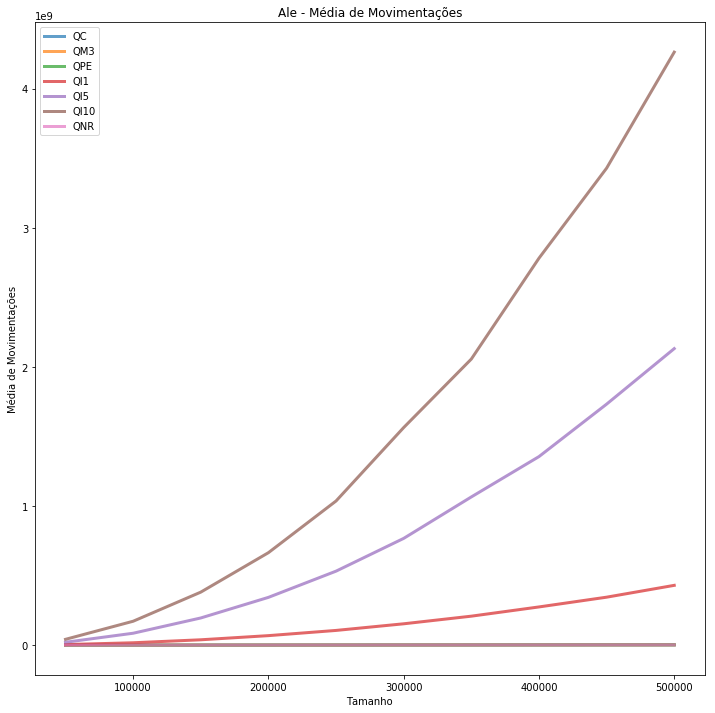 Ale - Média de Movimentações
1e9
QC
QM3
QPE
QI1
QI5
QI10
QNR
4
3
2
1
0
Média de Movimentações
100000 200000 300000 400000 500000
Tamanho